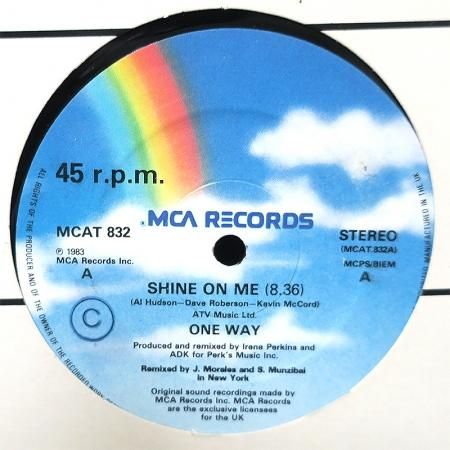 45 r.p.m.
MCAT 832
℗ 1983
MCA Records Inc.
A
MCA RECORDS
STEREO
(MCAT.832A)
MCPS/BIEM
A
SHINE ON ME (8.36)
(Al Hudson—Dave Roberson—Kevin McCord)
ATV Music Ltd.
ONE WAY
Produced and remixed by Irene Perkins and
ADK for Perk's Music Inc.
Remixed by J. Morales and S. Munzibai
in New York
Original sound recordings made by
MCA Records Inc. MCA Records
are the exclusive licensees
for the UK
C
ALL RIGHTS OF THE PRODUCER AND OF THE OWNER OF THE RECORDED WORK
MANUFACTURED IN THE UK